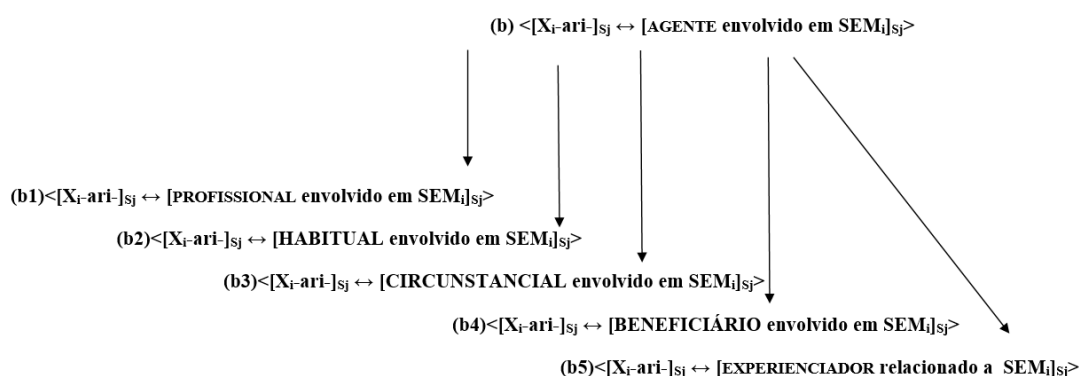 (b) <[Xi-ari-]Sj ↔ [AGENTE envolvido em SEMi]Sj>
(b1)<[Xi-ari-]Sj ↔ [PROFISSIONAL envolvido em SEMi]Sj>
(b2)<[Xi-ari-]Sj ↔ [HABITUAL envolvido em SEMi]Sj>
(b3)<[Xi-ari-]Sj ↔ [CIRCUNSTANCIAL envolvido em SEMi]Sj>
(b4)<[Xi-ari-]Sj ↔ [BENEFICIÁRIO envolvido em SEMi]Sj>
(b5)<[Xi-ari-]Sj ↔ [EXPERIENCIADOR relacionado a SEMi]Sj>